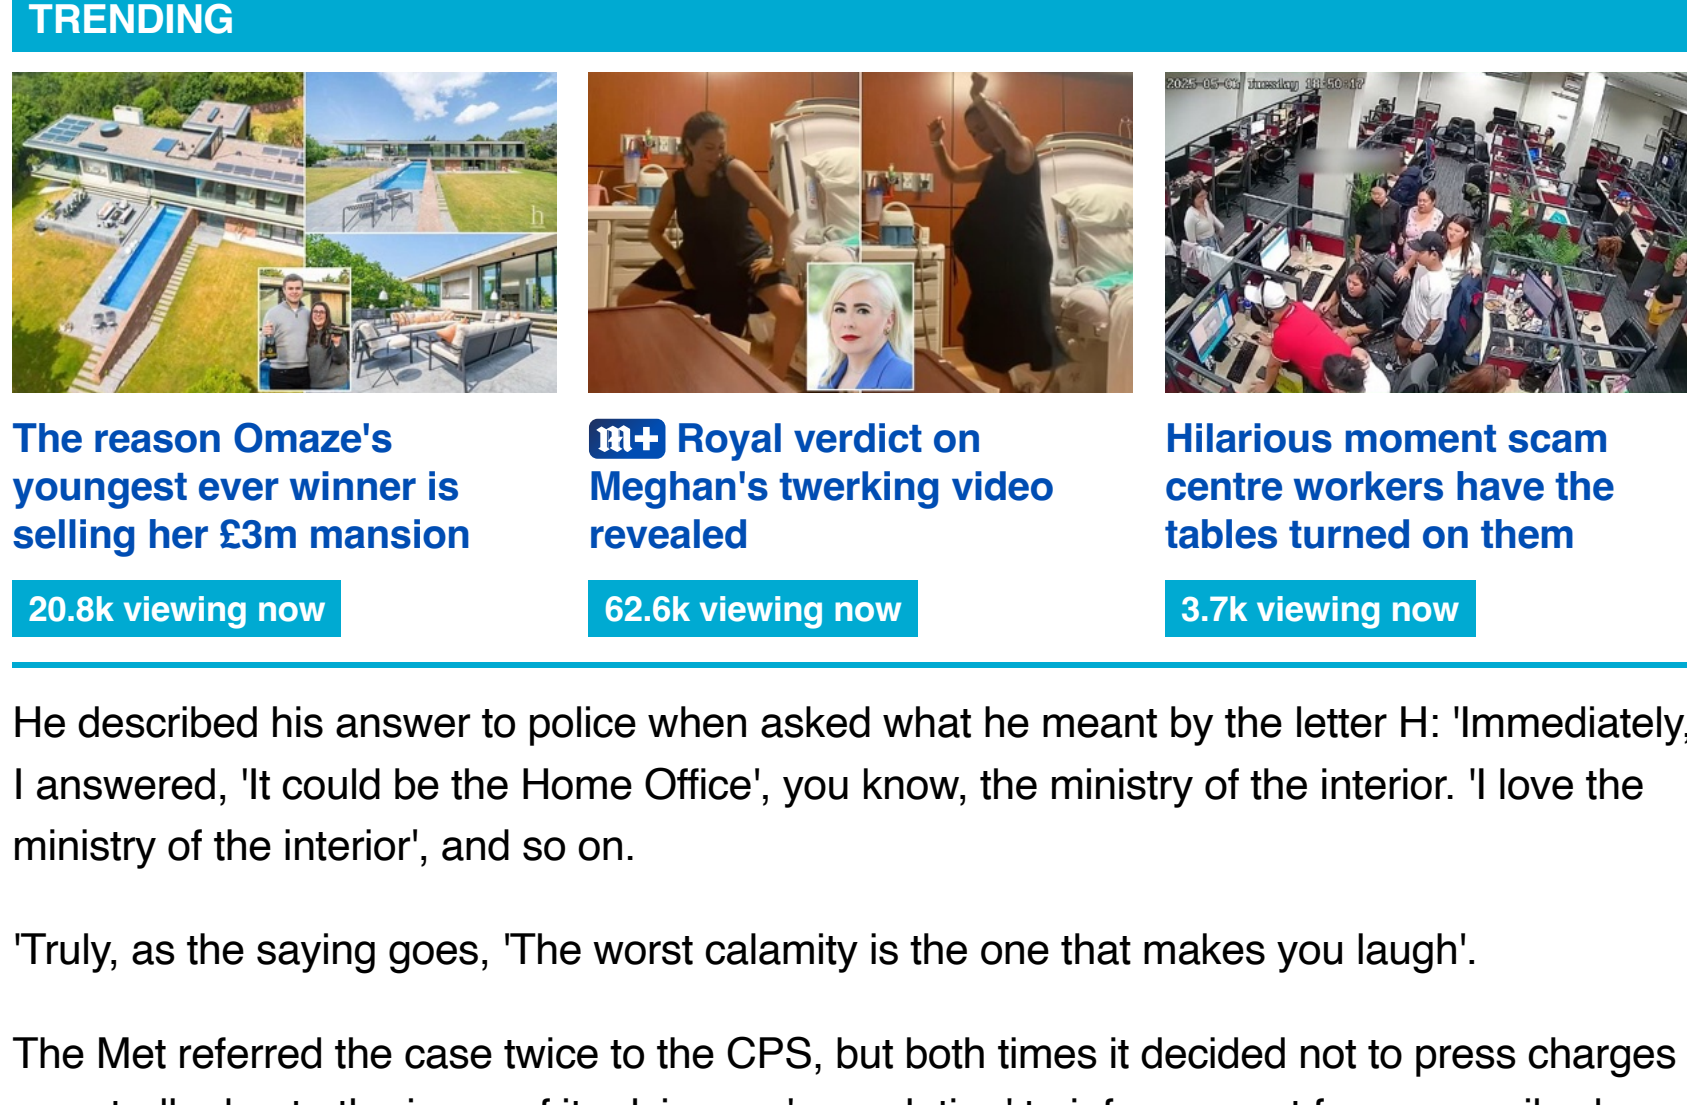 TRENDING
h
2025-05-06 Tuesday
The reason Omaze's
youngest ever winner is
selling her £3m mansion
m+ Royal verdict on
Meghan's twerking video
revealed
Hilarious moment scam
centre workers have the
tables turned on them
20.8k viewing now
62.6k viewing now
3.7k viewing now
He described his answer to police when asked what he meant by the letter H: 'Immediately,
I answered, 'It could be the Home Office', you know, the ministry of the interior. 'I love the
ministry of the interior', and so on.
'Truly, as the saying goes, 'The worst calamity is the one that makes you laugh'.
The Met referred the case twice to the CPS, but both times it decided not to press charges